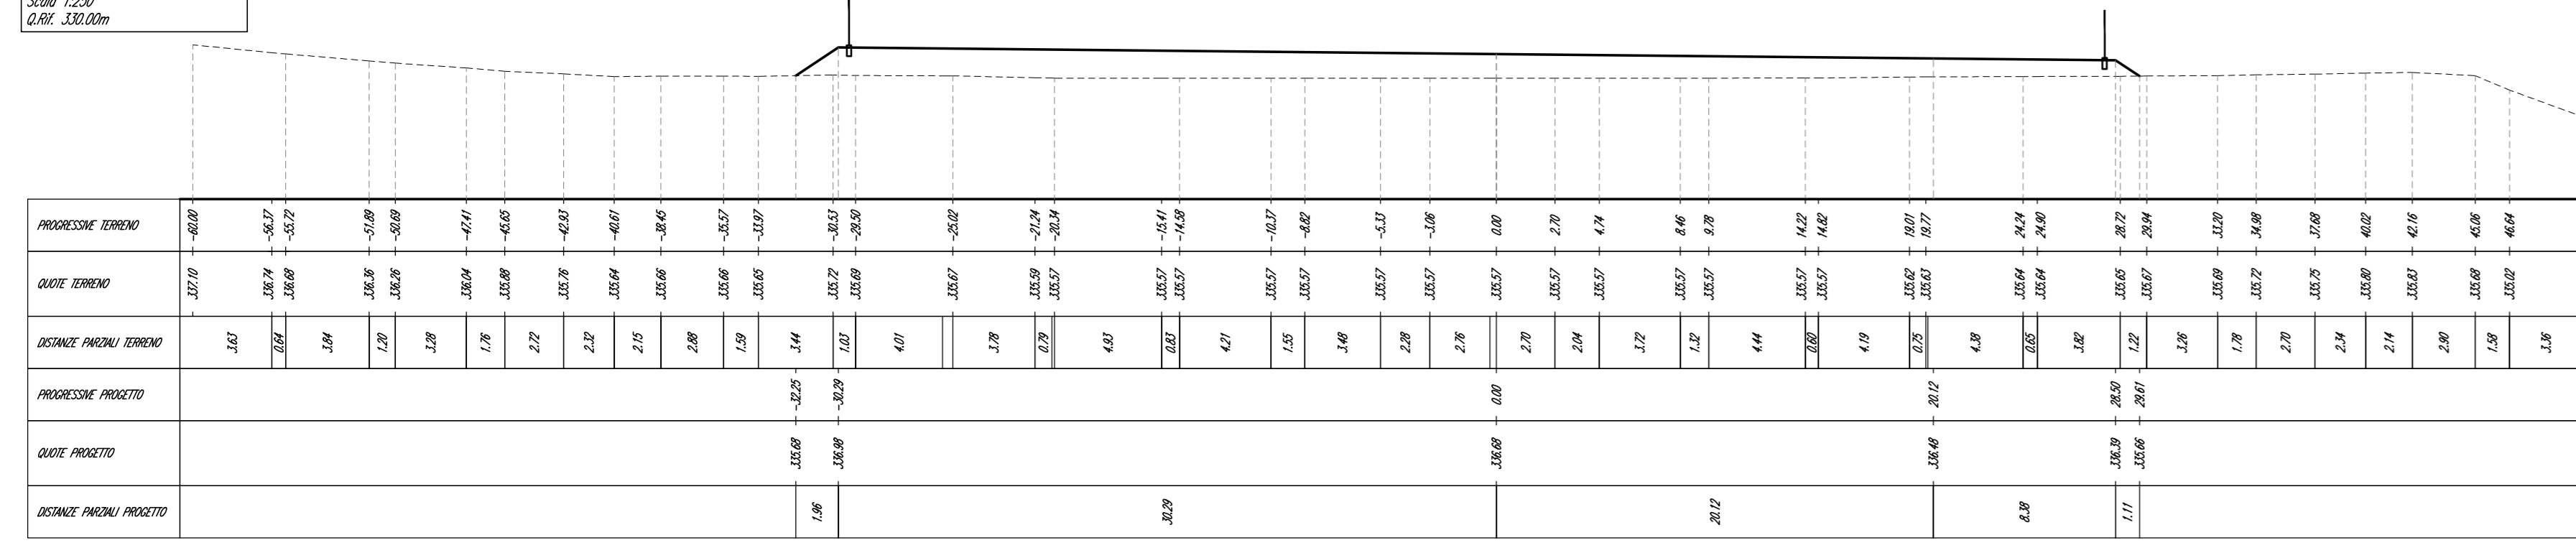 Scala 1:250
Q.Rif. 330.00m
PROGRESSIVE TERRENO -60.00 -56.37 -55.72 -51.89 -50.69 -47.41 -45.65 -42.93 -40.61 -38.45 -35.57 -33.97 -30.53 -29.50 -25.02 -21.24 -20.34 -15.41 -14.58 -10.37 -8.82 -5.33 -3.06 0.00 2.70 4.74 8.46 9.78 14.22 14.82 19.01 19.77 24.24 24.90 28.72 29.94 33.20 34.98 37.68 40.02 42.16 45.06 46.64
QUOTE TERRENO 337.10 336.74 336.68 336.36 336.26 336.04 335.88 335.76 335.64 335.66 335.66 335.65 335.72 335.69 335.67 335.59 335.57 335.57 335.57 335.57 335.57 335.57 335.57 335.57 335.57 335.57 335.57 335.57 335.57 335.57 335.62 335.63 335.64 335.64 335.65 335.67 335.69 335.72 335.75 335.80 335.83 335.68 335.02
DISTANZE PARZIALI TERRENO 3.63 0.64 3.84 1.20 3.28 1.76 2.72 2.32 2.15 2.88 1.59 3.44 1.03 4.01 3.78 0.79 4.93 0.83 4.21 1.55 3.48 2.28 2.76 2.70 2.04 3.72 1.32 4.44 0.60 4.19 0.75 4.38 0.65 3.82 1.22 3.26 1.78 2.70 2.34 2.14 2.90 1.58 3.36
PROGRESSIVE PROGETTO -32.25 -30.29 0.00 20.12 28.50 29.61
QUOTE PROGETTO 335.68 336.98 336.68 336.48 336.39 335.66
DISTANZE PARZIALI PROGETTO 1.96 30.29 20.12 8.38 1.11